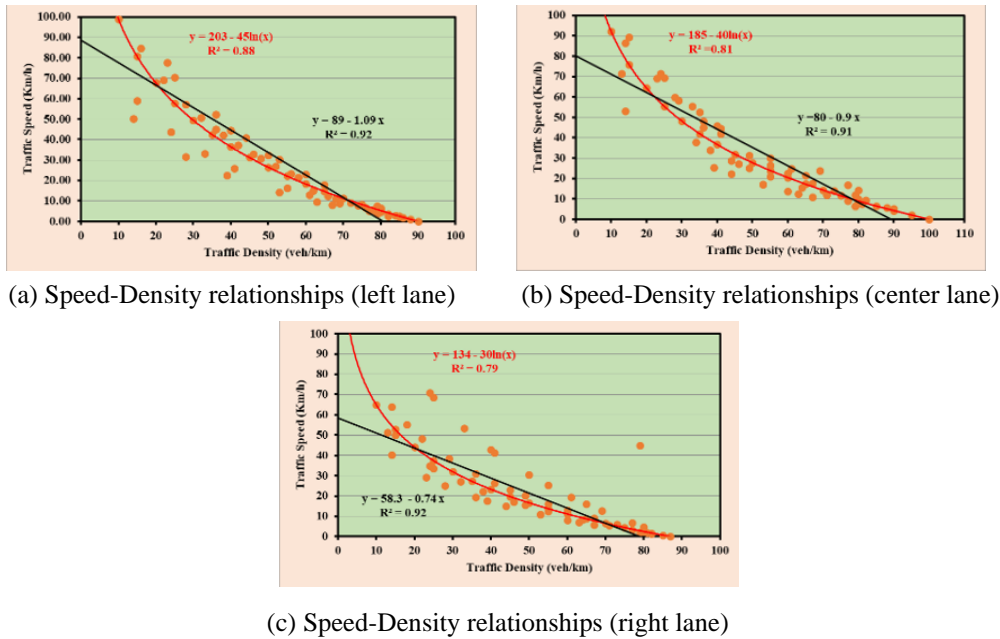 100.00
90.00
80.00
70.00
60.00
50.00
40.00
30.00
20.00
10.00
0.00
Traffic Speed (Km/h)
y = 203 - 45ln(x)
R² = 0.88
y = 89 - 1.09 x
R² = 0.92
0 10 20 30 40 50 60 70 80 90 100
Traffic Density (veh/km)
(a) Speed-Density relationships (left lane)
100
90
80
70
60
50
40
30
20
10
0
Traffic Speed (Km/h)
y = 185 - 40ln(x)
R² =0.81
y =80 - 0.9 x
R² = 0.91
0 10 20 30 40 50 60 70 80 90 100 110
Traffic Density (veh/km)
(b) Speed-Density relationships (center lane)
100
90
80
70
60
50
40
30
20
10
0
Traffic Speed (Km/h)
y = 134 - 30ln(x)
R² = 0.79
y = 58.3 - 0.74 x
R² = 0.92
0 10 20 30 40 50 60 70 80 90 100
Traffic Density (veh/km)
(c) Speed-Density relationships (right lane)